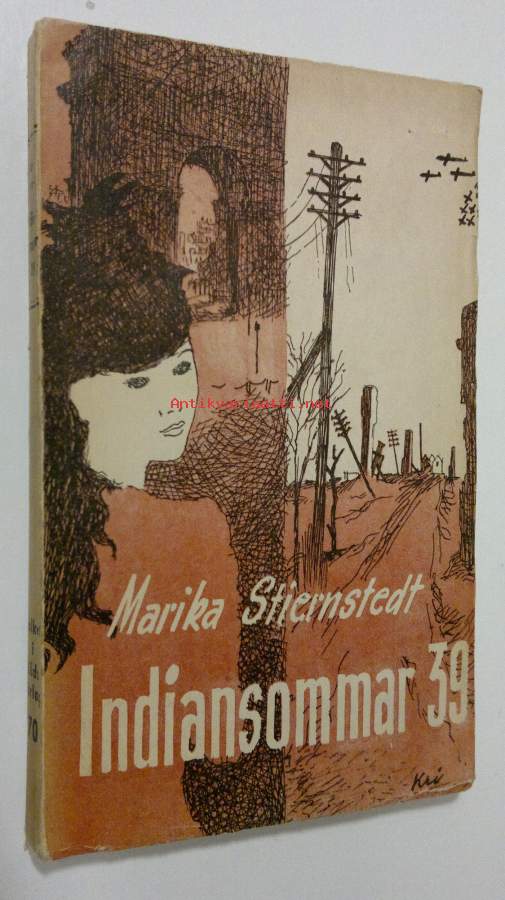 Antikvariaatti.net
Marika Stiernstedt
Indiansommar 39
Kri
i
70